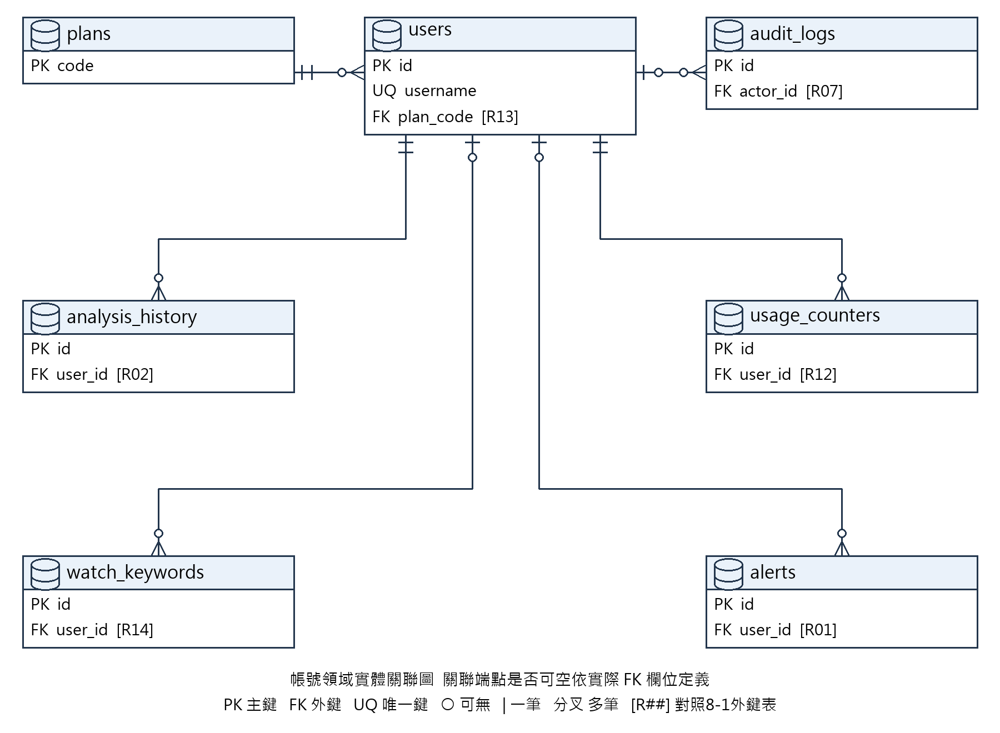 plans
PK code
users
PK id
UQ username
FK plan_code [R13]
audit_logs
PK id
FK actor_id [R07]
analysis_history
PK id
FK user_id [R02]
usage_counters
PK id
FK user_id [R12]
watch_keywords
PK id
FK user_id [R14]
alerts
PK id
FK user_id [R01]
帳號領域實體關聯圖 關聯端點是否可空依實際 FK 欄位定義
PK 主鍵 FK 外鍵 UQ 唯一鍵 ○ 可無 | 一筆 分叉 多筆 [R##] 對照8-1外鍵表